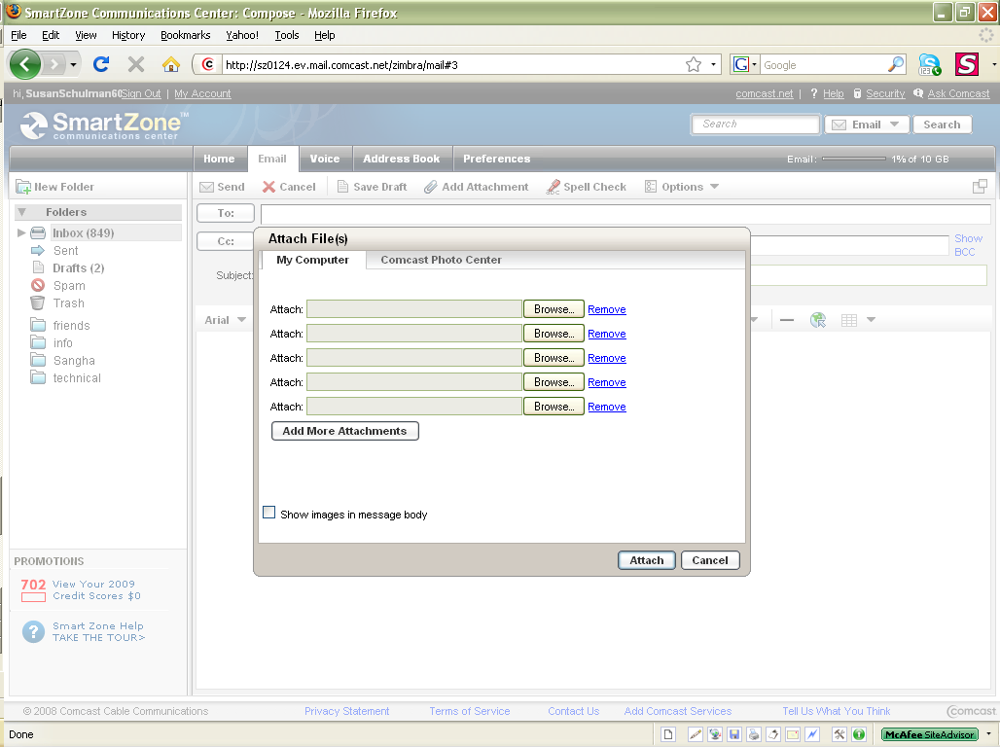 SmartZone Communications Center: Compose - Mozilla Firefox
File Edit View History Bookmarks Yahoo! Tools Help
http://sz0124.ev.mail.comcast.net/zimbra/mail#3
Google
hi, SusanSchulman60 Sign Out | My Account
comcast.net | ? Help Security Ask Comcast
SmartZone™
communications center
Search Email Search
Home Email Voice Address Book Preferences
Email: 1% of 10 GB
New Folder
Send Cancel Save Draft Add Attachment Spell Check Options
Folders
Inbox (849)
Sent
Drafts (2)
Spam
Trash
friends
info
Sangha
technical
To:
Cc:
Show
BCC
Subject:
Arial
Attach File(s)
My Computer Comcast Photo Center
Attach: Browse... Remove
Attach: Browse... Remove
Attach: Browse... Remove
Attach: Browse... Remove
Attach: Browse... Remove
Add More Attachments
Show images in message body
Attach Cancel
PROMOTIONS
702 View Your 2009
Credit Scores $0
? Smart Zone Help
TAKE THE TOUR>
© 2008 Comcast Cable Communications Privacy Statement Terms of Service Contact Us Add Comcast Services Tell Us What You Think Comcast
Done
McAfee SiteAdvisor